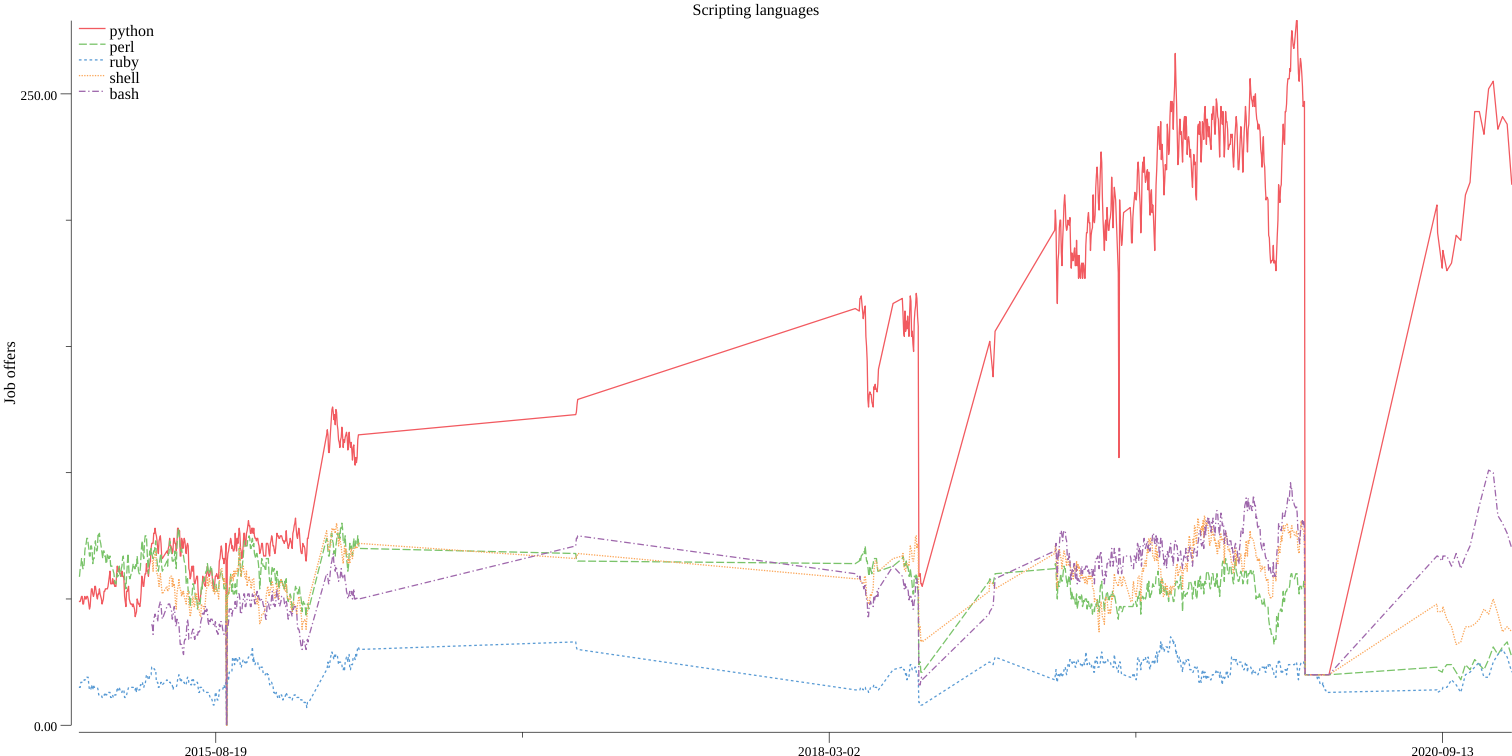 Scripting languages
python
perl
ruby
shell
bash
250.00
Job offers
0.00
2015-08-19
2018-03-02
2020-09-13